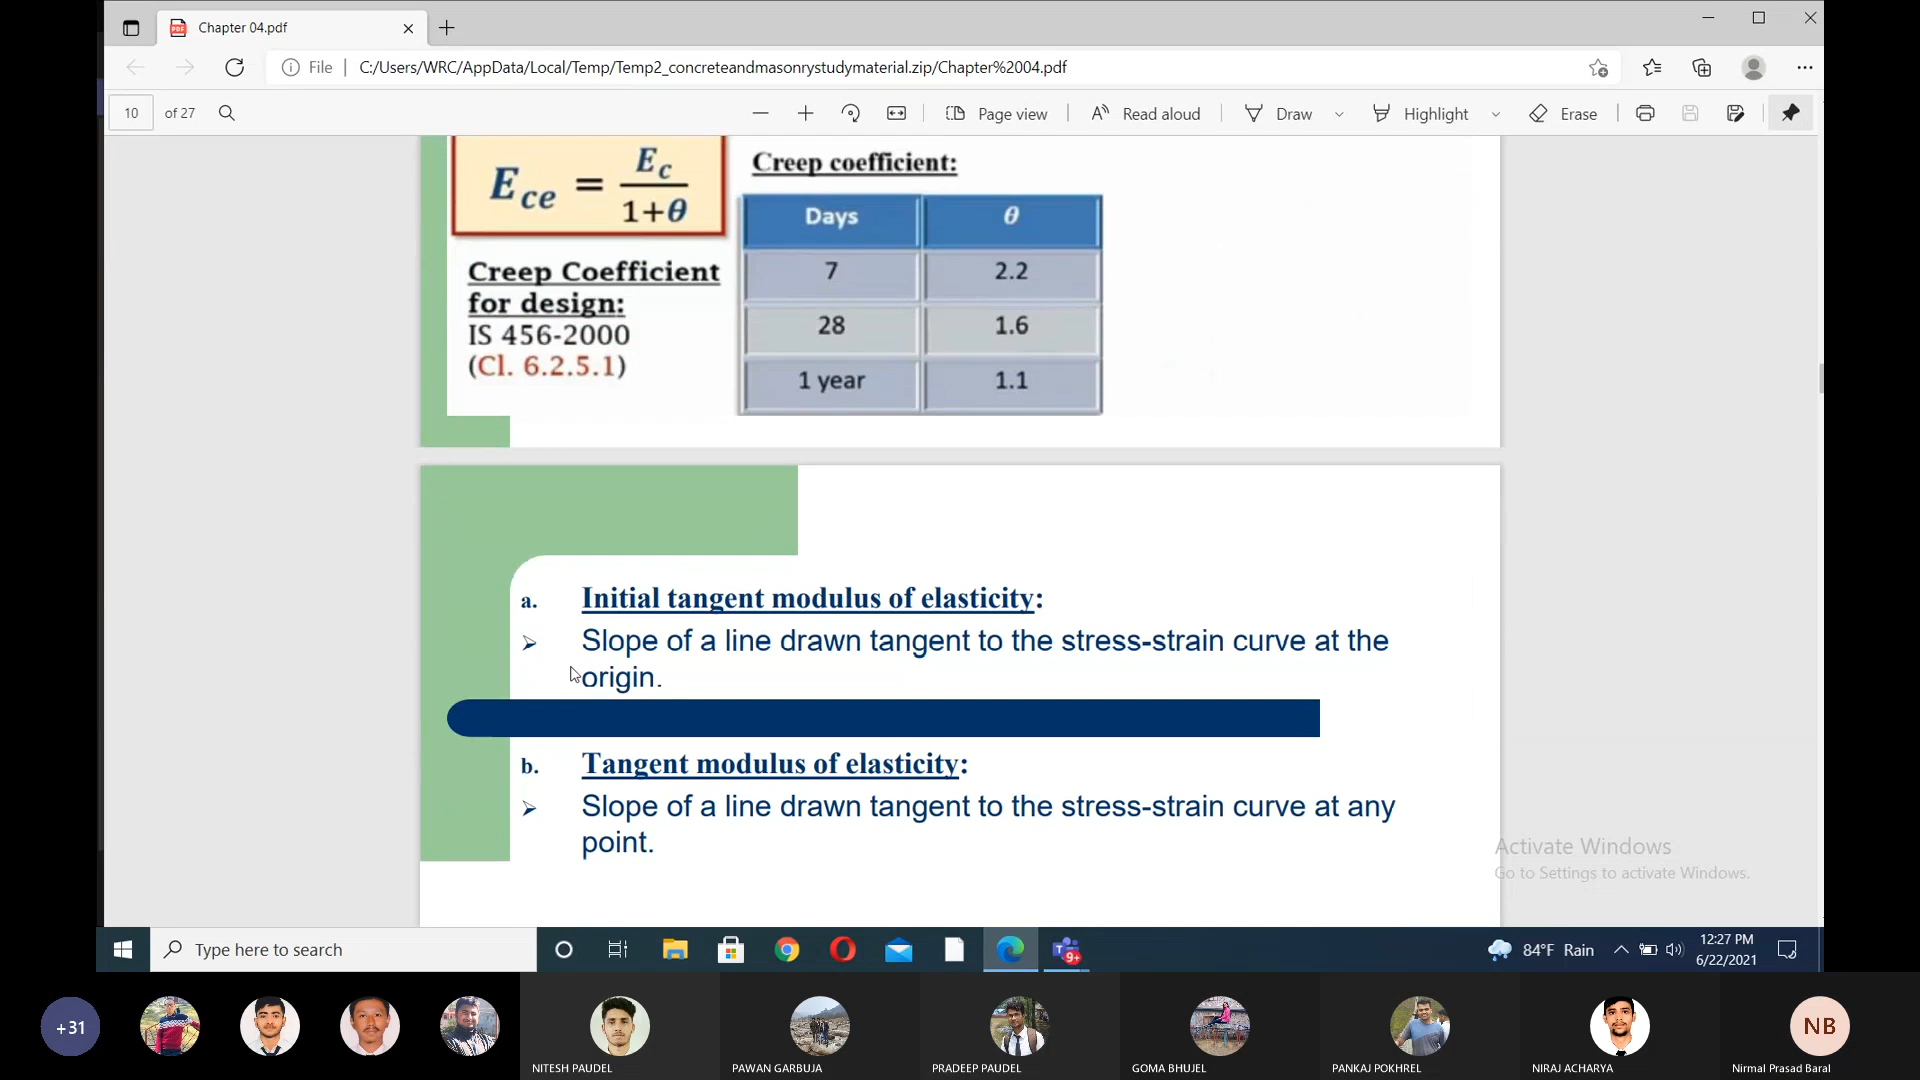 Chapter 04.pdf
File
C:/Users/WRC/AppData/Local/Temp/Temp2_concreteandmasonrystudymaterial.zip/Chapter%2004.pdf
10 of 27
Page view
Read aloud
Draw
Highlight
Erase
E_ce = E_c / 1+θ
Creep Coefficient
for design:
IS 456-2000
(Cl. 6.2.5.1)
Creep coefficient:
Days θ
7 2.2
28 1.6
1 year 1.1
a. Initial tangent modulus of elasticity:
➢ Slope of a line drawn tangent to the stress-strain curve at the
origin.
b. Tangent modulus of elasticity:
➢ Slope of a line drawn tangent to the stress-strain curve at any
point.
Activate Windows
Go to Settings to activate Windows.
Type here to search
9+
84°F Rain
12:27 PM
6/22/2021
+31
NB
NITESH PAUDEL
PAWAN GARBUJA
PRADEEP PAUDEL
GOMA BHUJEL
PANKAJ POKHREL
NIRAJ ACHARYA
Nirmal Prasad Baral